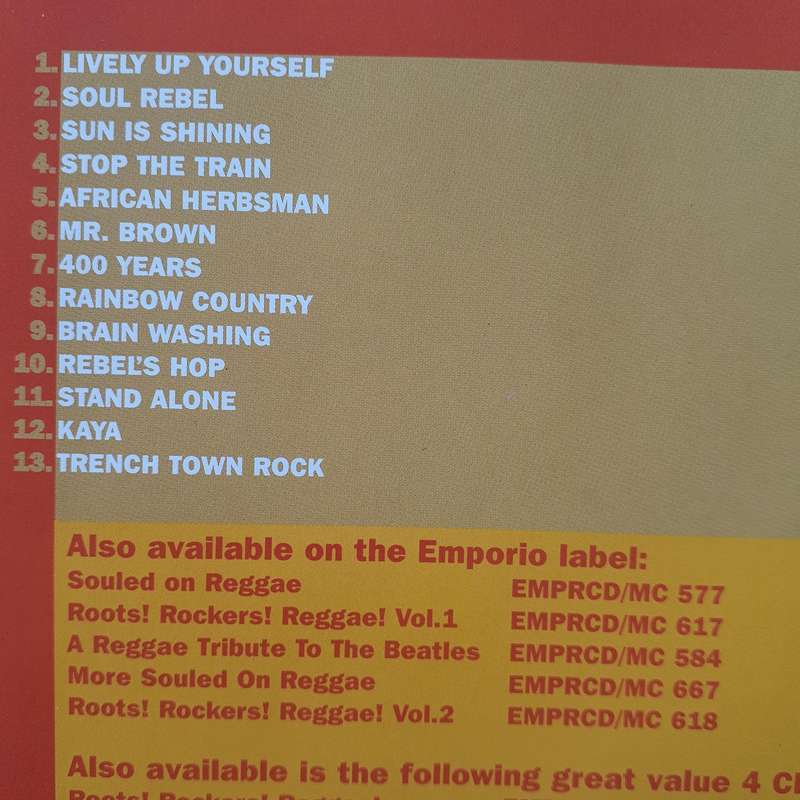 1. LIVELY UP YOURSELF
2. SOUL REBEL
3. SUN IS SHINING
4. STOP THE TRAIN
5. AFRICAN HERBSMAN
6. MR. BROWN
7. 400 YEARS
8. RAINBOW COUNTRY
9. BRAIN WASHING
10. REBEL'S HOP
11. STAND ALONE
12. KAYA
13. TRENCH TOWN ROCK
Also available on the Emporio label:
Souled on Reggae EMPRCD/MC 577
Roots! Rockers! Reggae! Vol.1 EMPRCD/MC 617
A Reggae Tribute To The Beatles EMPRCD/MC 584
More Souled On Reggae EMPRCD/MC 667
Roots! Rockers! Reggae! Vol.2 EMPRCD/MC 618
Also available is the following great value 4
Roots! Rockers! Reggae!